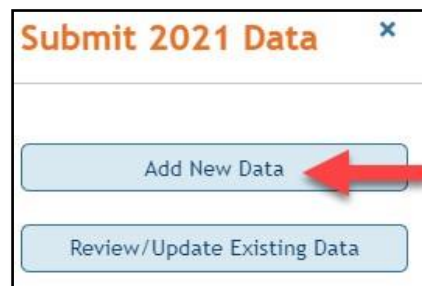 Submit 2021 Data ×
Add New Data
Review/Update Existing Data